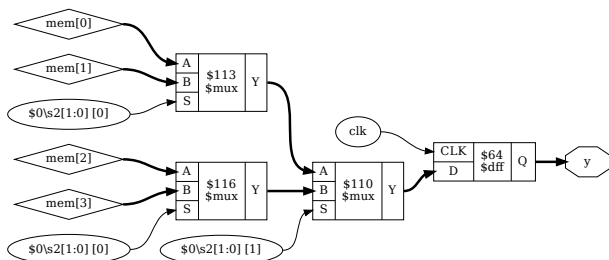 mem[0]
mem[1]
$0\s2[1:0] [0]
A
B
S
$113
$mux
Y
mem[2]
mem[3]
$0\s2[1:0] [0]
A
B
S
$116
$mux
Y
$0\s2[1:0] [1]
A
B
S
$110
$mux
Y
clk
CLK
D
$64
$dff
Q
y